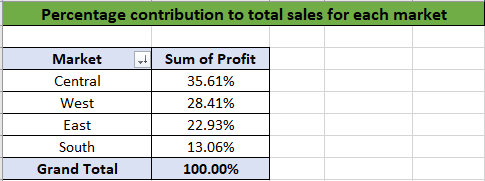 Percentage contribution to total sales for each market
Market Sum of Profit
Central 35.61%
West 28.41%
East 22.93%
South 13.06%
Grand Total 100.00%